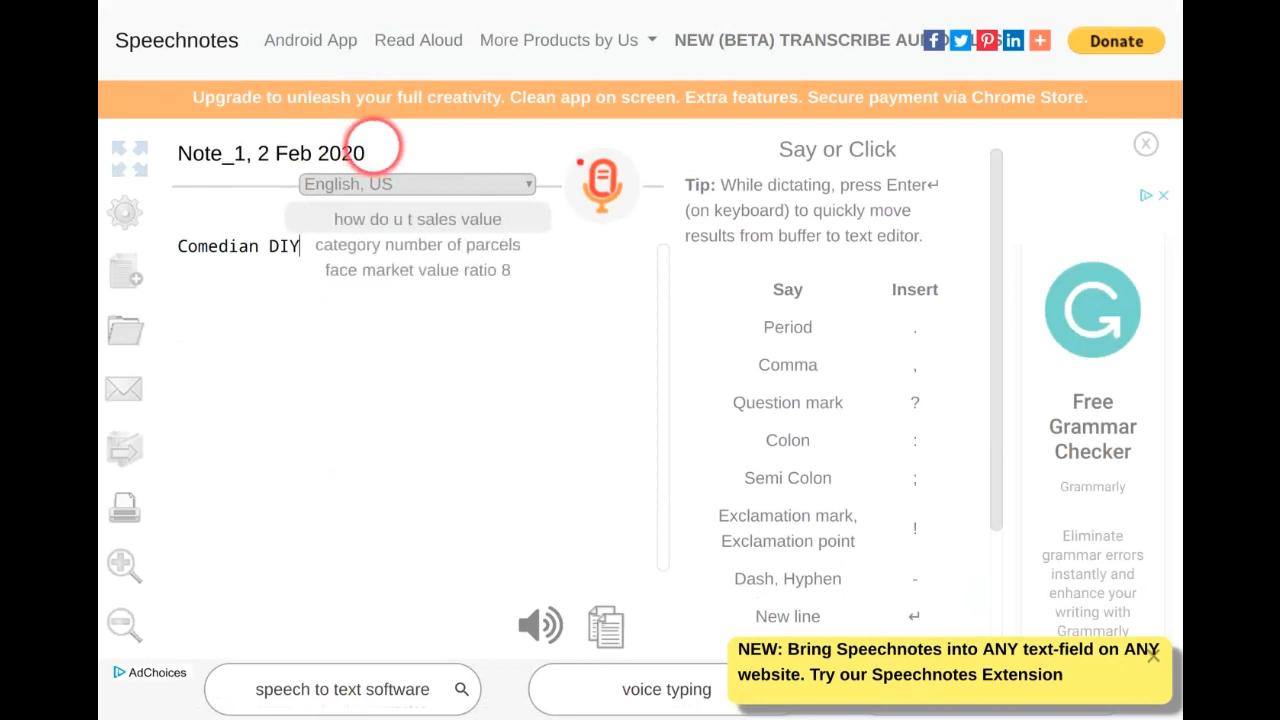 Speechnotes Android App Read Aloud More Products by Us NEW (BETA) TRANSCRIBE Donate
Upgrade to unleash your full creativity. Clean app on screen. Extra features. Secure payment via Chrome Store.
Note_1, 2 Feb 2020
English, US
how do u t sales value
category number of parcels
face market value ratio 8
Comedian DIY
Say or Click
Tip: While dictating, press Enter↵
(on keyboard) to quickly move
results from buffer to text editor.
Say Insert
Period .
Comma ,
Question mark ?
Colon :
Semi Colon ;
Exclamation mark,
Exclamation point !
Dash, Hyphen -
New line ↵
Free
Grammar
Checker
Grammarly
Eliminate
grammar errors
instantly and
enhance your
writing with
Grammarly
NEW: Bring Speechnotes into ANY text-field on ANY
website. Try our Speechnotes Extension
AdChoices
speech to text software
voice typing